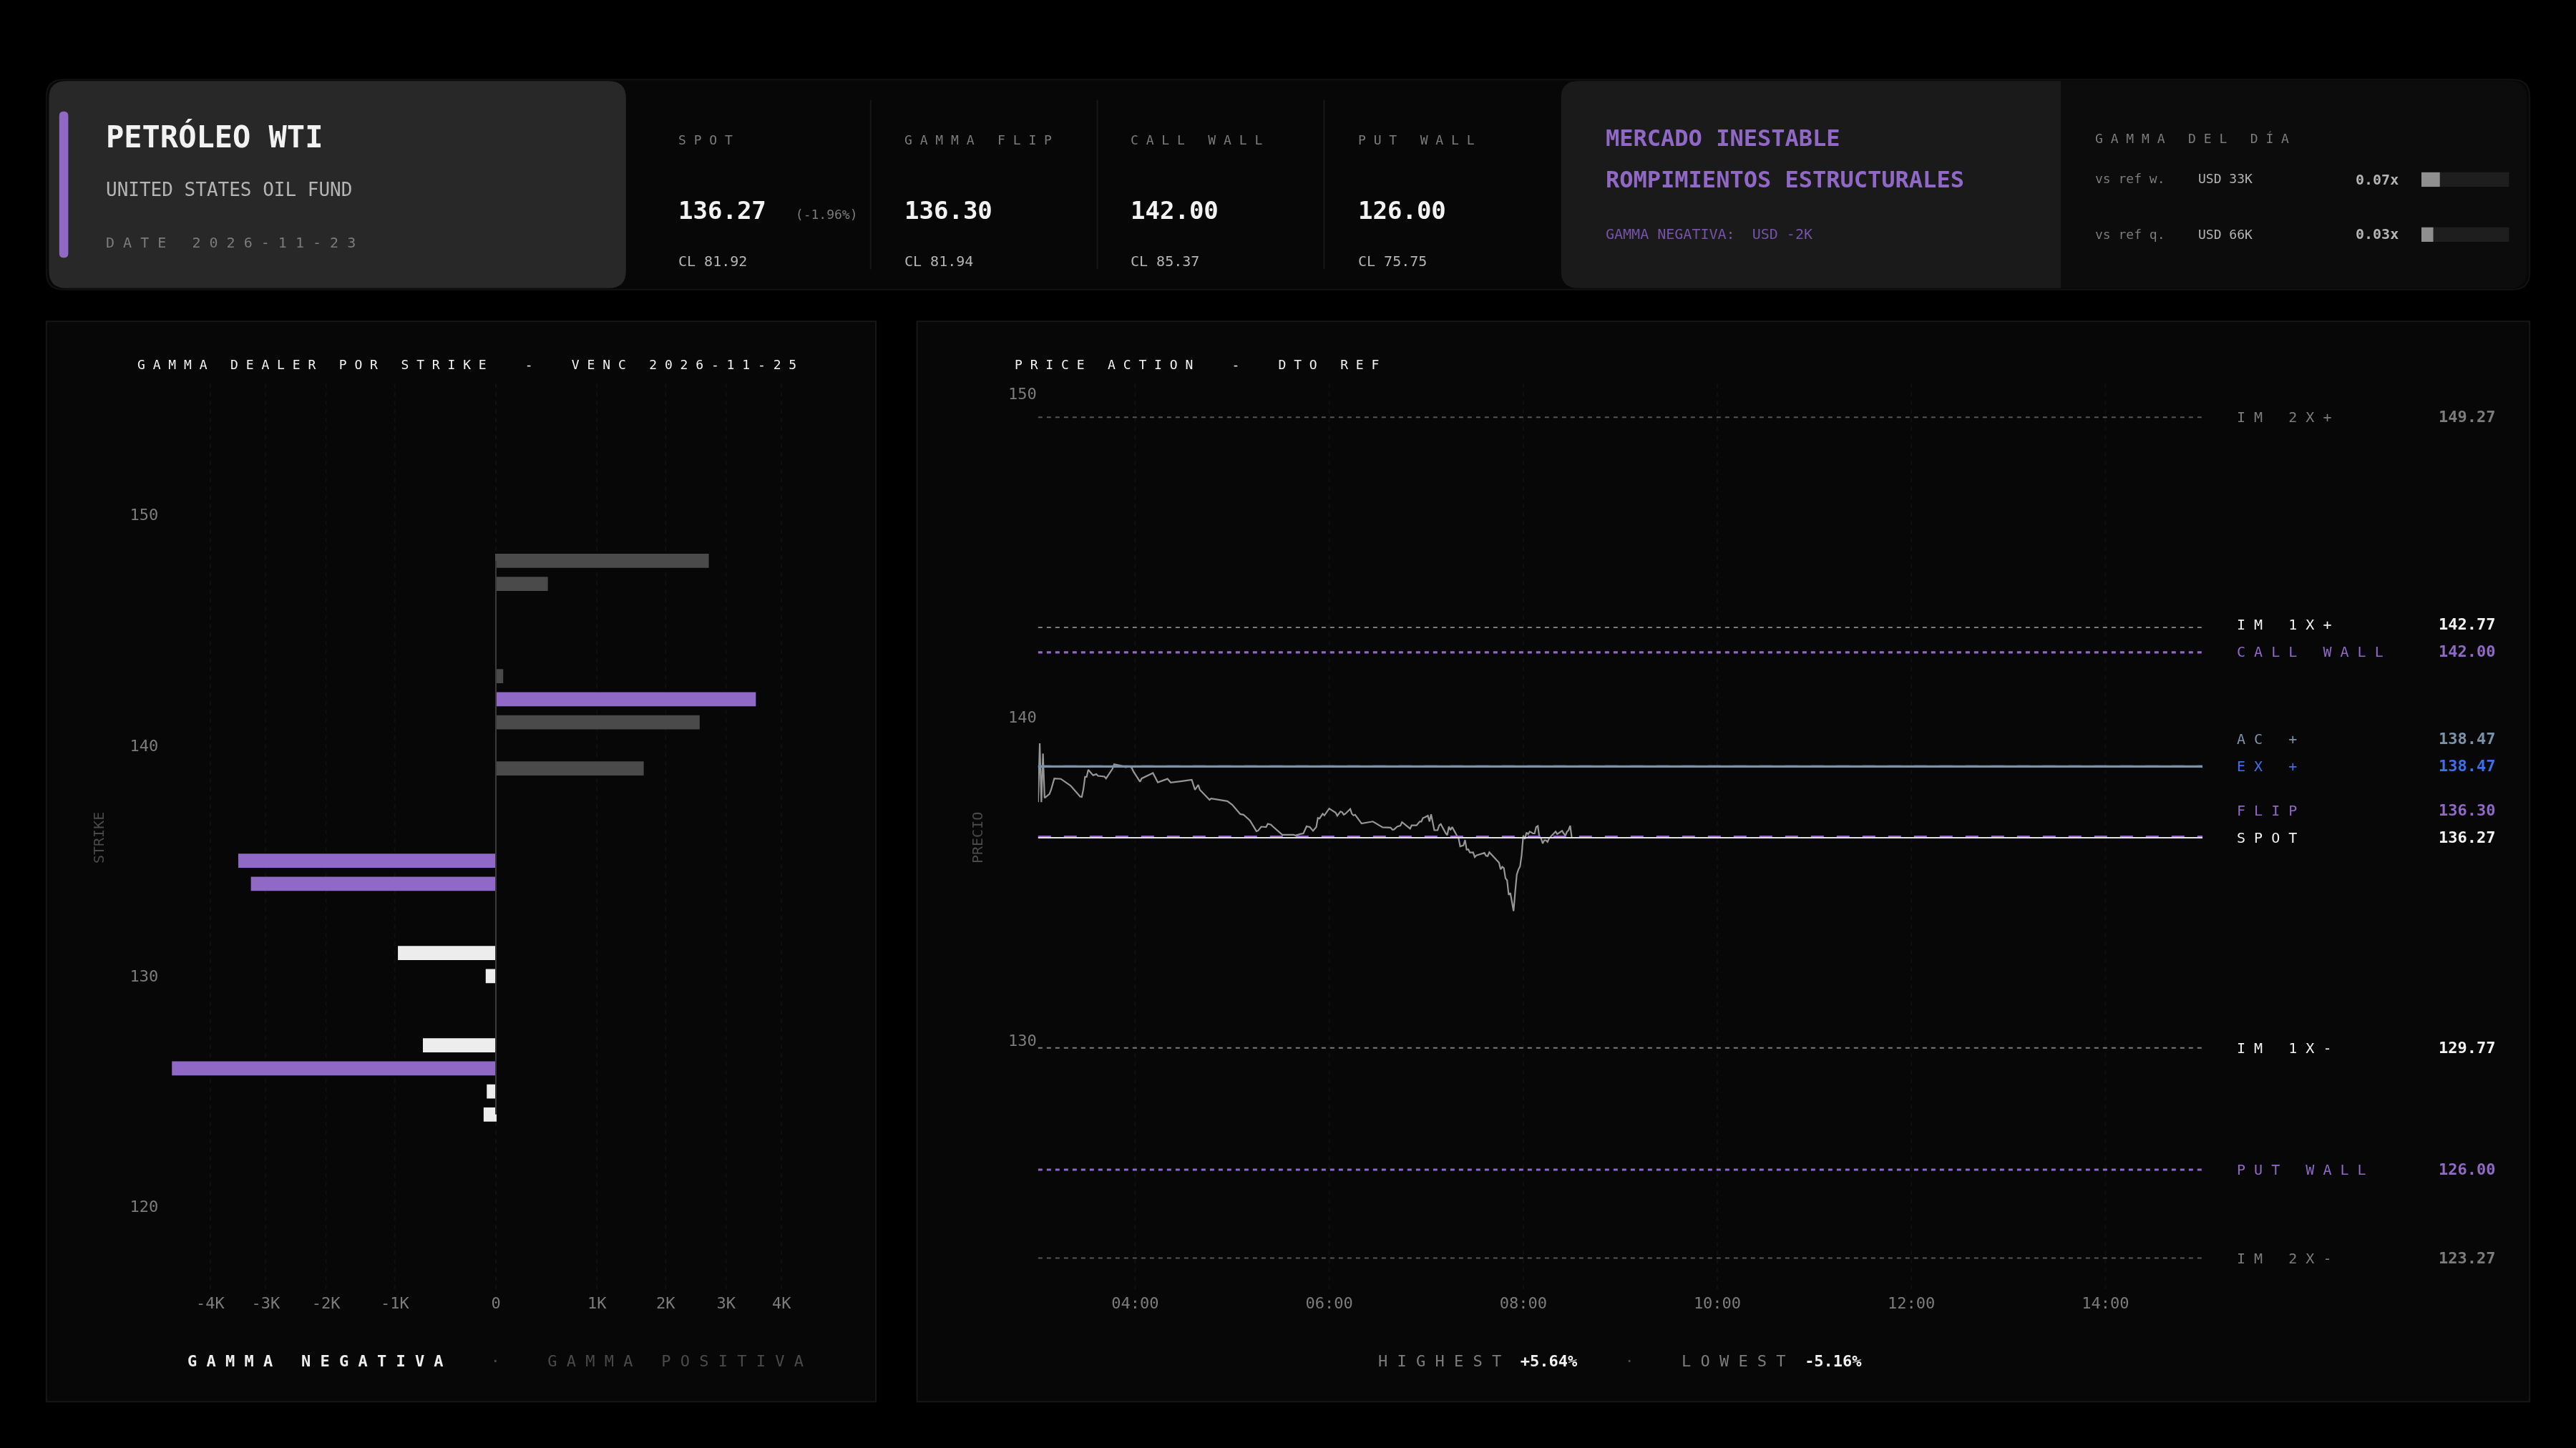 PETRÓLEO WTI
UNITED STATES OIL FUND
DATE 2026-11-23
SPOT
136.27 (-1.96%)
CL 81.92
GAMMA FLIP
136.30
CL 81.94
CALL WALL
142.00
CL 85.37
PUT WALL
126.00
CL 75.75
MERCADO INESTABLE
ROMPIMIENTOS ESTRUCTURALES
GAMMA NEGATIVA: USD -2K
GAMMA DEL DÍA
vs ref w. USD 33K 0.07x
vs ref q. USD 66K 0.03x
GAMMA DEALER POR STRIKE - VENC 2026-11-25
STRIKE
150
140
130
120
-4K -3K -2K -1K 0 1K 2K 3K 4K
GAMMA NEGATIVA · GAMMA POSITIVA
PRICE ACTION - DTO REF
PRECIO
150
140
130
IM 2X+ 149.27
IM 1X+ 142.77
CALL WALL 142.00
AC + 138.47
EX + 138.47
FLIP 136.30
SPOT 136.27
IM 1X- 129.77
PUT WALL 126.00
IM 2X- 123.27
04:00 06:00 08:00 10:00 12:00 14:00
HIGHEST +5.64% · LOWEST -5.16%